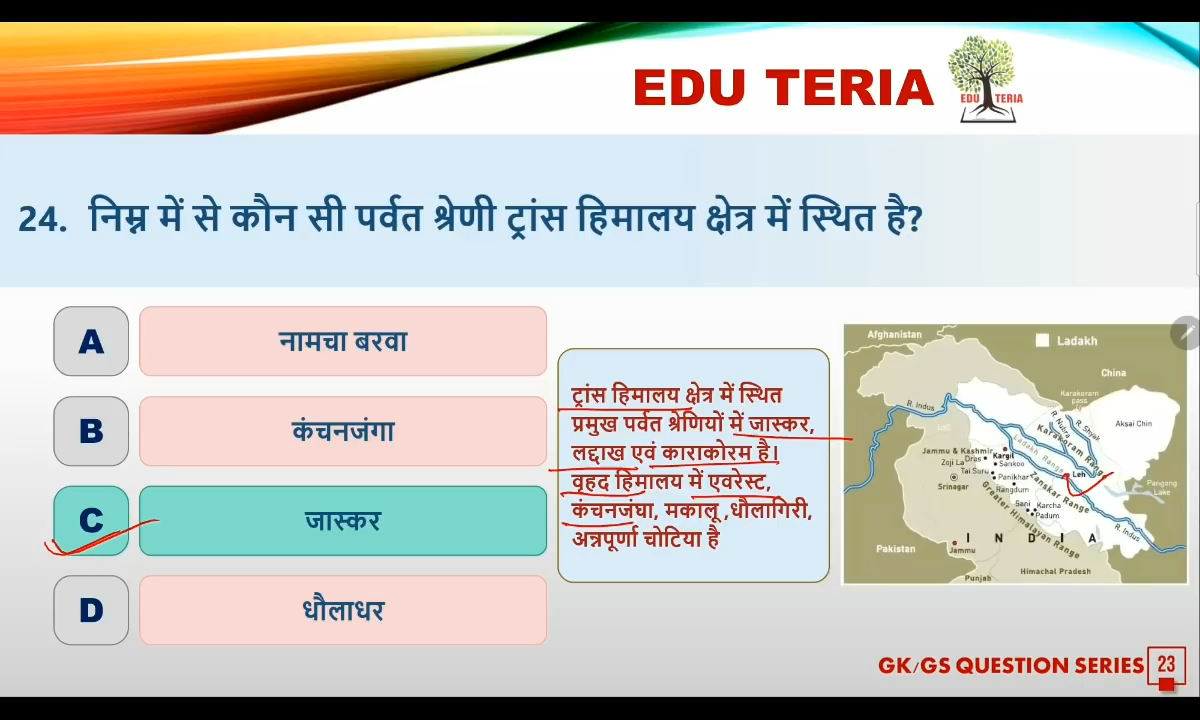 EDU TERIA
EDU TERIA
24. निम्न में से कौन सी पर्वत श्रेणी ट्रांस हिमालय क्षेत्र में स्थित है?
A नामचा बरवा
B कंचनजंगा
C जास्कर
D धौलाधर
ट्रांस हिमालय क्षेत्र में स्थित
प्रमुख पर्वत श्रेणियों में जास्कर,
लद्दाख एवं काराकोरम है।
वृहद हिमालय में एवरेस्ट,
कंचनजंघा, मकालू ,धौलागिरी,
अन्नपूर्णा चोटिया है
Afghanistan
Ladakh
China
Karakoram
pass
R. Indus
Aksai Chin
R. Nubra
R. Shyok
Karakoram Range
LoC
Ladakh Range
Jammu & Kashmir
Kargil
Dras
Zoji La
Sankoo
Leh
Tai Suru
Panikhar
Rangdum
Srinagar
Zanskar Range
Pangong
Lake
Sani
Karcha
Padum
Greater Himalayan Range
R. Indus
INDIA
Pakistan
Jammu
Himachal Pradesh
Punjab
GK/GS QUESTION SERIES 23